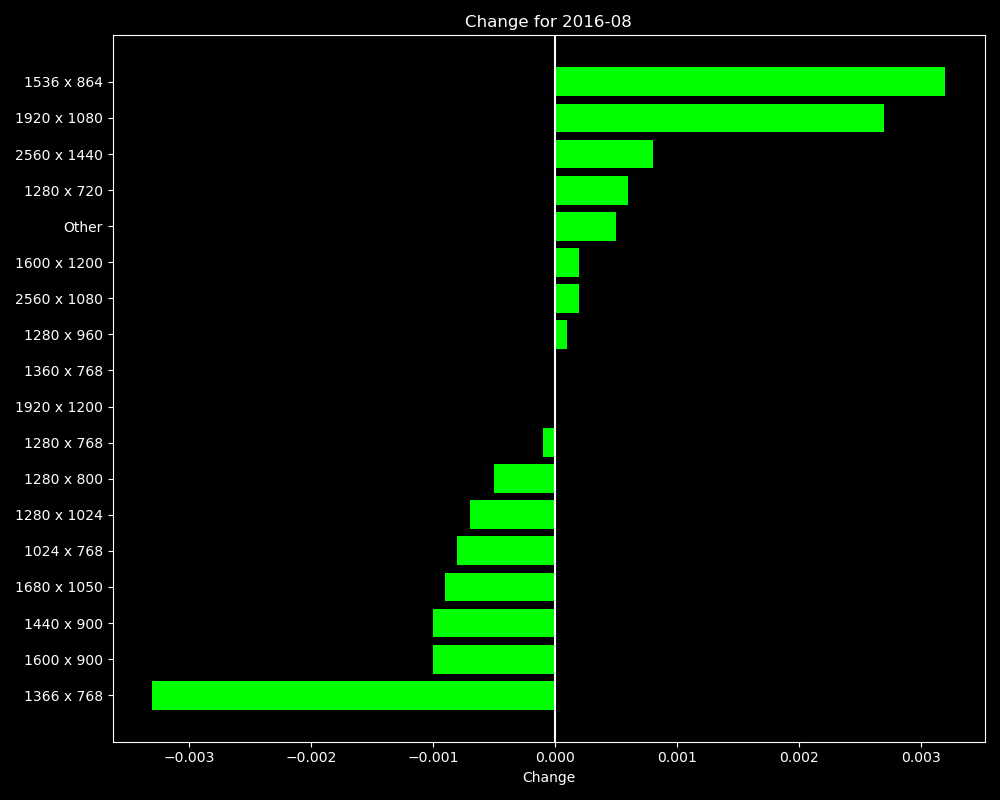 Change for 2016-08
1536 x 864
1920 x 1080
2560 x 1440
1280 x 720
Other
1600 x 1200
2560 x 1080
1280 x 960
1360 x 768
1920 x 1200
1280 x 768
1280 x 800
1280 x 1024
1024 x 768
1680 x 1050
1440 x 900
1600 x 900
1366 x 768
−0.003 −0.002 −0.001 0.000 0.001 0.002 0.003
Change